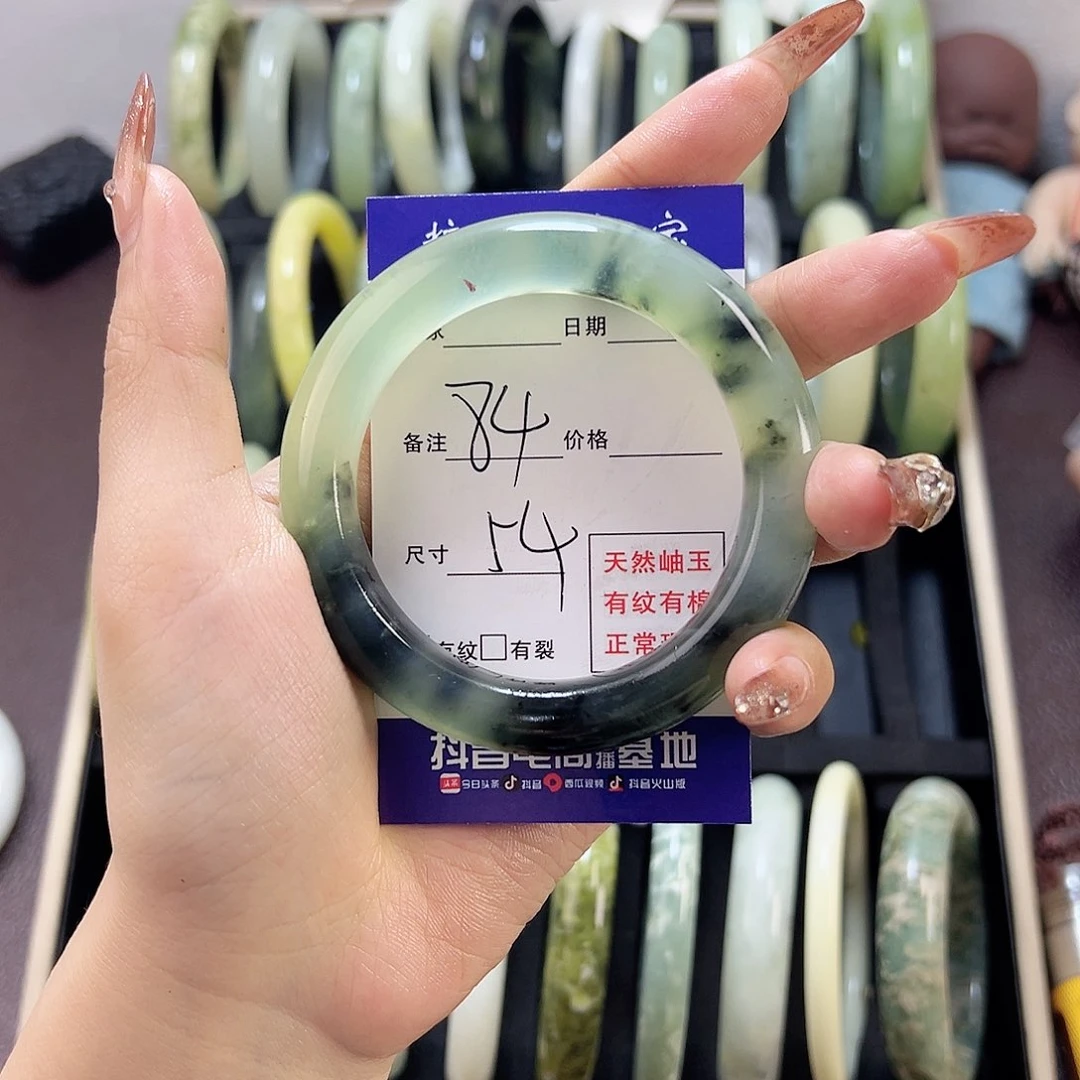 日期
备注 84 价格
尺寸 54
天然岫玉
有纹有棉
正常
纹□有裂
抖音电商直播基地
今日头条 抖音 西瓜视频 抖音火山版